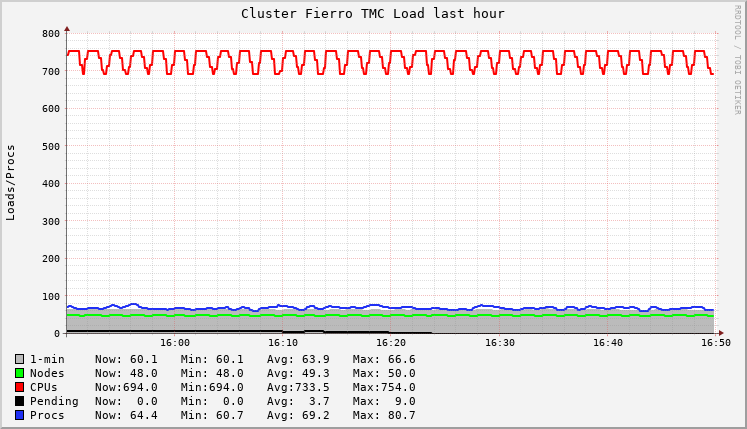 Cluster Fierro TMC Load last hour
RRDTOOL / TOBI OETIKER
Loads/Procs
800
700
600
500
400
300
200
100
0
16:00 16:10 16:20 16:30 16:40 16:50
1-min Now: 60.1 Min: 60.1 Avg: 63.9 Max: 66.6
Nodes Now: 48.0 Min: 48.0 Avg: 49.3 Max: 50.0
CPUs Now:694.0 Min:694.0 Avg:733.5 Max:754.0
Pending Now: 0.0 Min: 0.0 Avg: 3.7 Max: 9.0
Procs Now: 64.4 Min: 60.7 Avg: 69.2 Max: 80.7